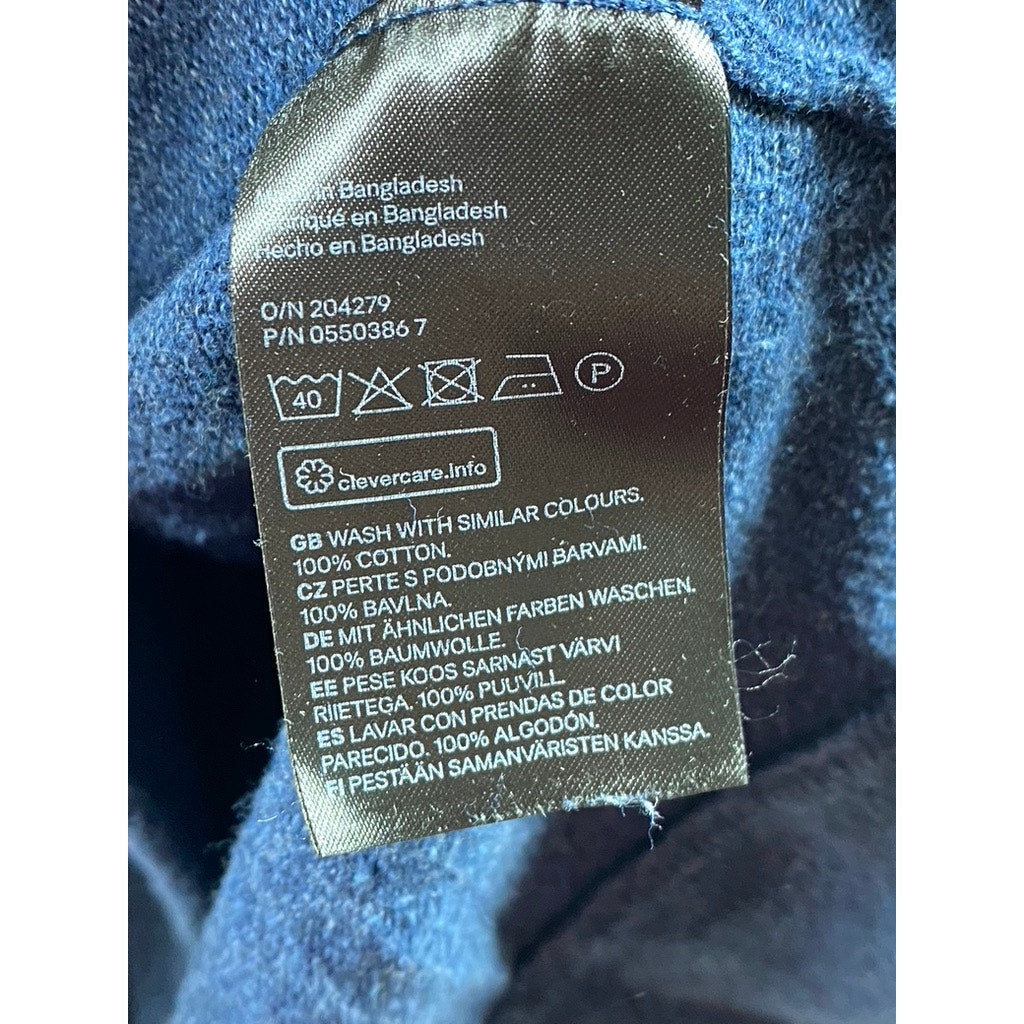 Bangladesh
en Bangladesh
Hecho en Bangladesh
O/N 204279
P/N 0550386 7
40
P
clevercare.info
GB WASH WITH SIMILAR COLOURS.
100% COTTON.
CZ PERTE S PODOBNÝMI BARVAMI.
100% BAVLNA.
DE MIT ÄHNLICHEN FARBEN WASCHEN.
100% BAUMWOLLE.
EE PESE KOOS SARNAST VÄRVI
RIIETEGA. 100% PUUVILL.
ES LAVAR CON PRENDAS DE COLOR
PARECIDO. 100% ALGODÓN.
FI PESTÄÄN SAMANVÄRISTEN KANSSA.